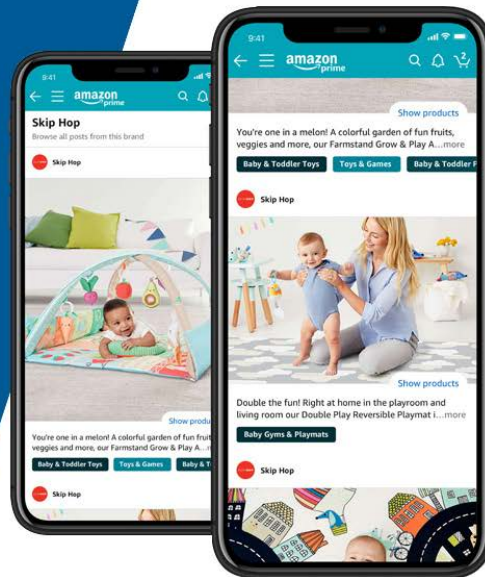 9:41
amazon
prime
Skip Hop
Browse all posts from this brand
Skip Hop
Show produ
You're one in a melon! A colorful garden of fun fruit
veggies and more, our Farmstand Grow & Play A...
Baby & Toddler Toys
Toys & Games
Baby & T
Skip Hop
9:41
amazon
prime
2
Show products
You're one in a melon! A colorful garden of fun fruits,
veggies and more, our Farmstand Grow & Play A...more
Baby & Toddler Toys
Toys & Games
Baby & Toddler F
Skip Hop
Show products
Double the fun! Right at home in the playroom and
living room our Double Play Reversible Playmat i...more
Baby Gyms & Playmats
Skip Hop